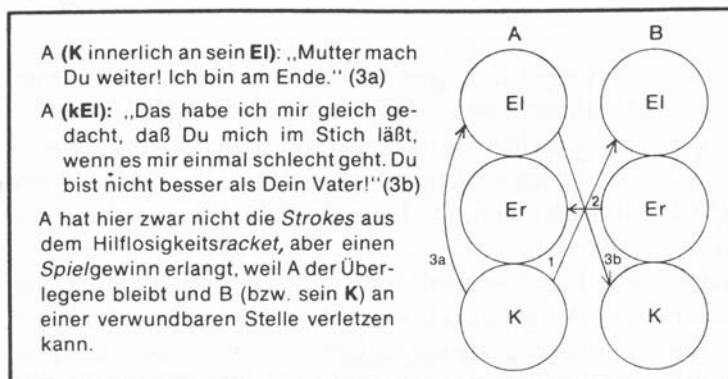 A (K innerlich an sein El): „Mutter mach
Du weiter! Ich bin am Ende." (3a)
A (kEl): „Das habe ich mir gleich ge-
dacht, daß Du mich im Stich läßt,
wenn es mir einmal schlecht geht. Du
bist nicht besser als Dein Vater!"(3b)
A hat hier zwar nicht die Strokes aus
dem Hilflosigkeitsracket, aber einen
Spielgewinn erlangt, weil A der Über-
legene bleibt und B (bzw. sein K) an
einer verwundbaren Stelle verletzen
kann.
A B
El El
Er 2 Er
3a 1 3b
K K